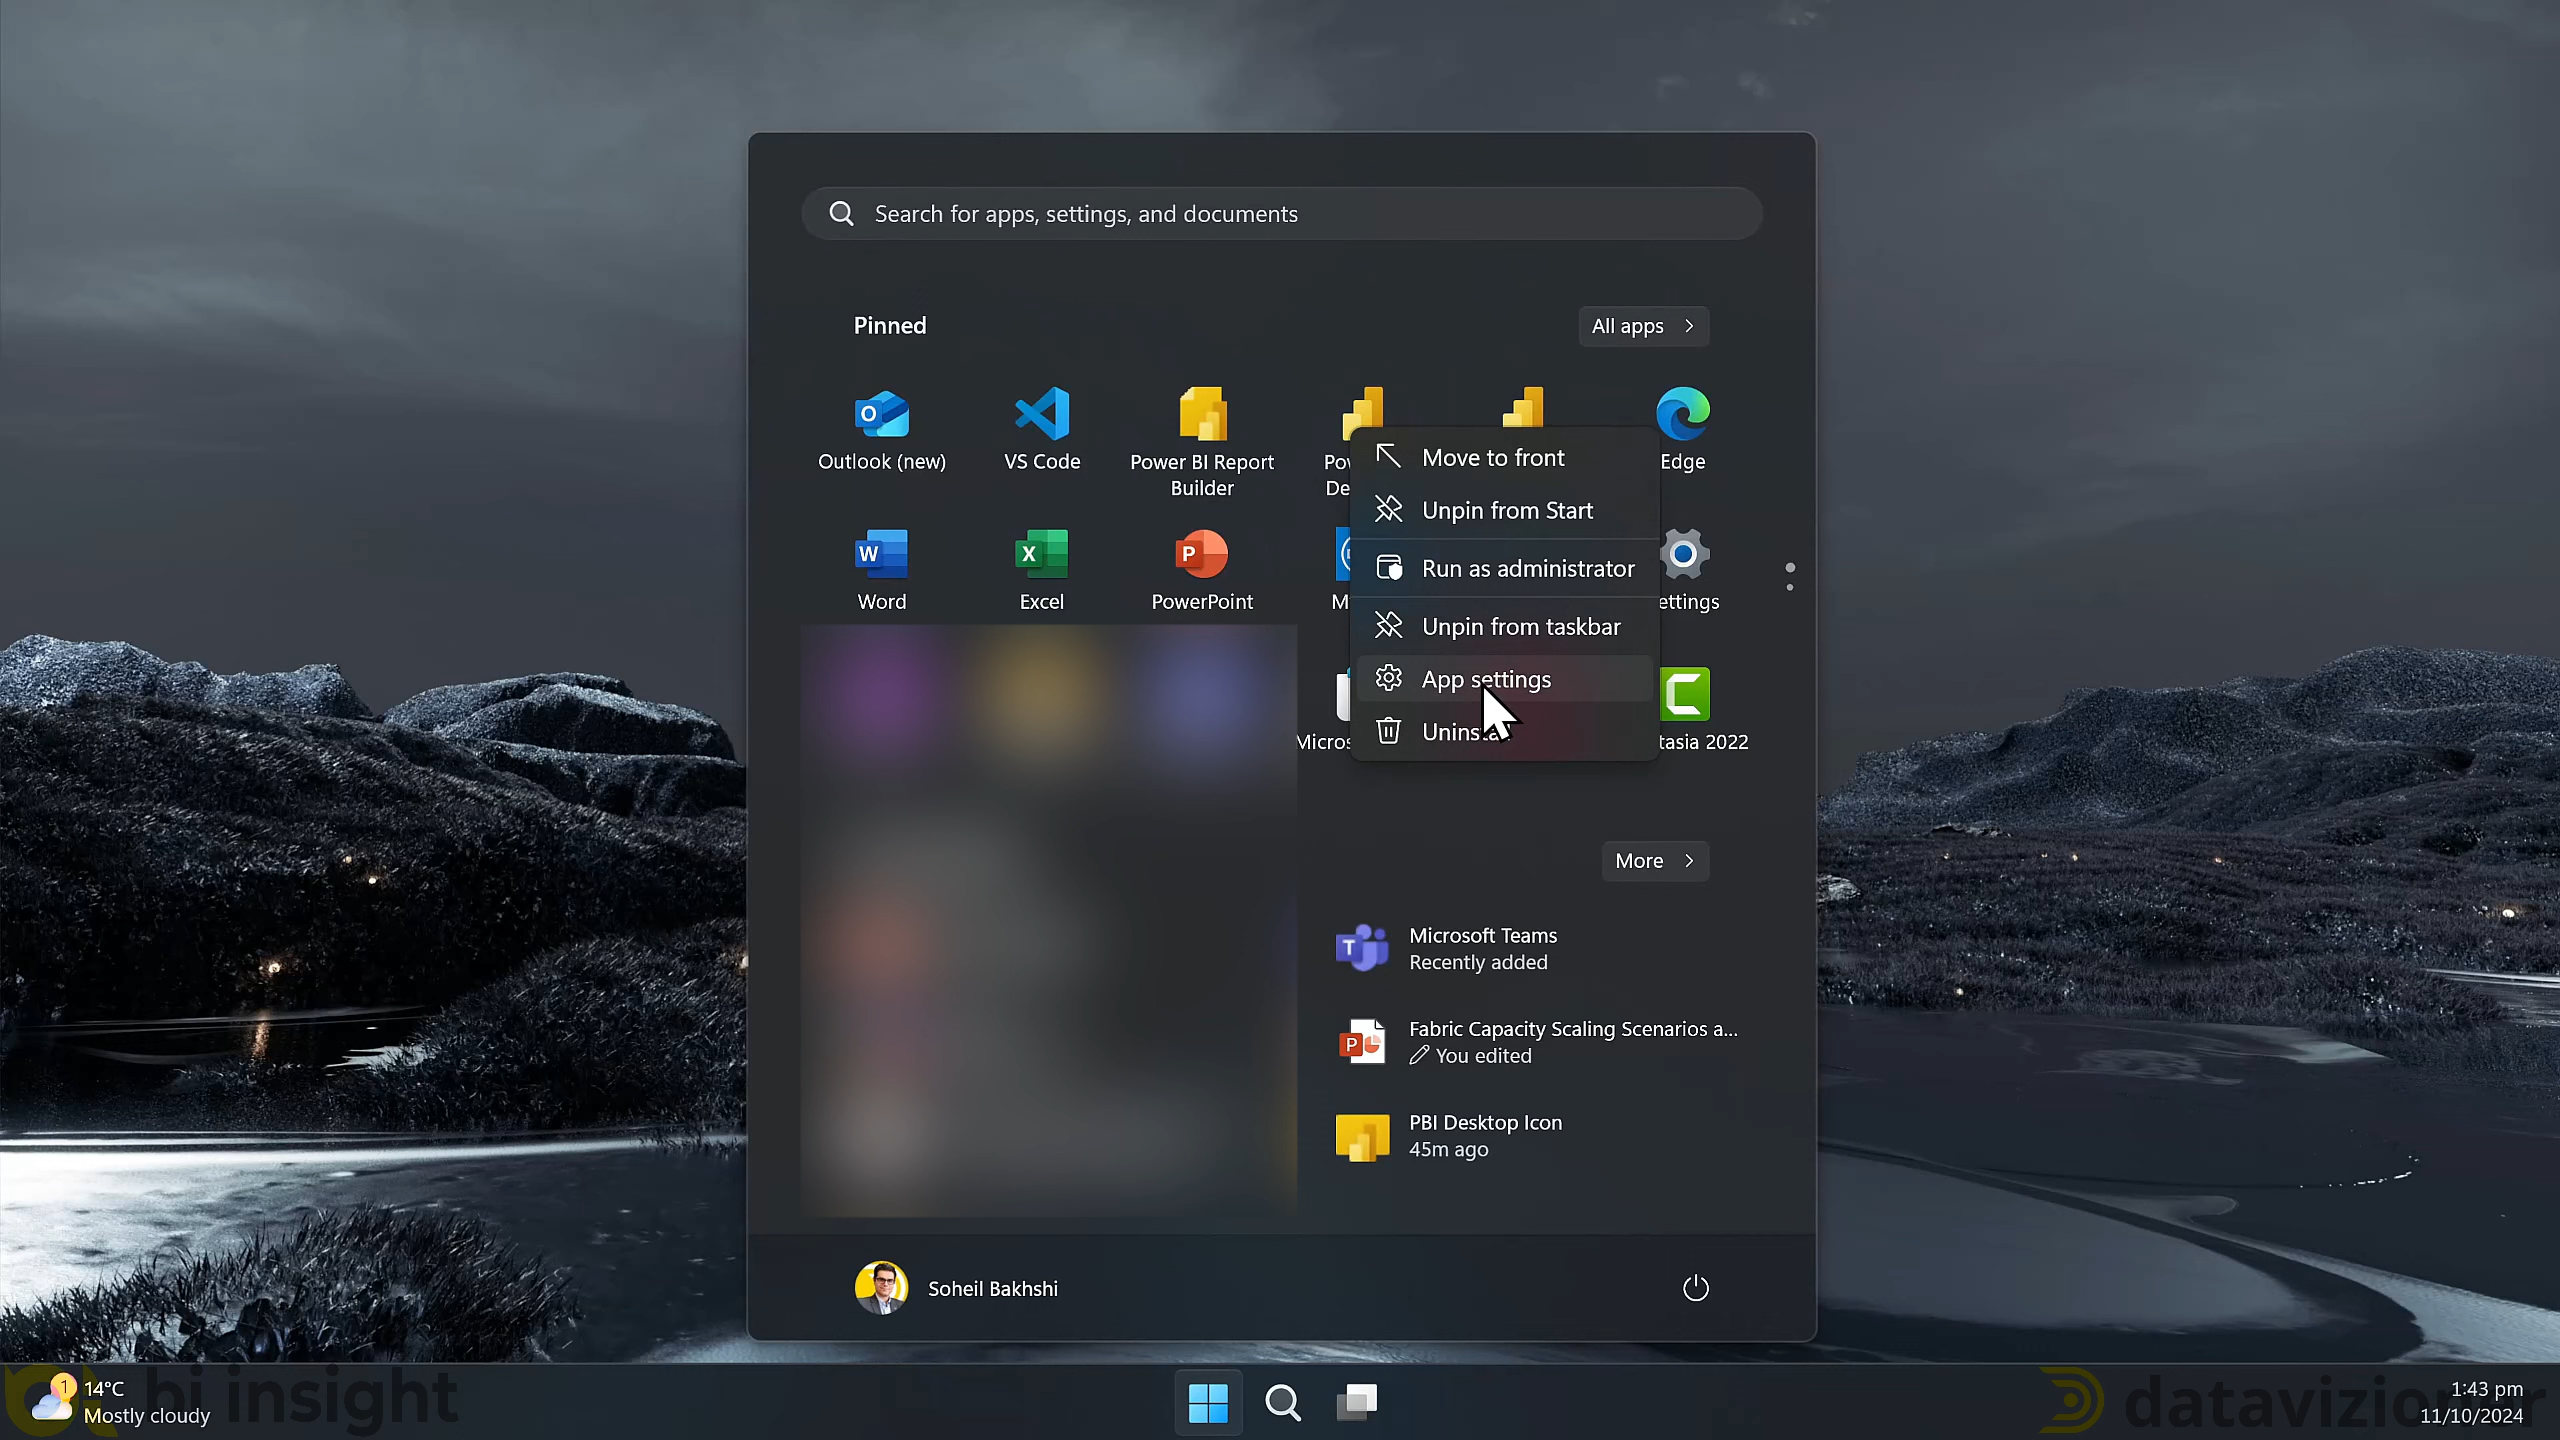 Search for apps, settings, and documents
Pinned
All apps
Outlook (new)
VS Code
Power BI Report
Builder
Edge
Move to front
Unpin from Start
Run as administrator
Unpin from taskbar
App settings
Word
Excel
PowerPoint
ettings
Micros
tasia 2022
More
Microsoft Teams
Recently added
Fabric Capacity Scaling Scenarios a...
You edited
PBI Desktop Icon
45m ago
Soheil Bakhshi
14°C
Mostly cloudy
bi insight
1:43 pm
11/10/2024